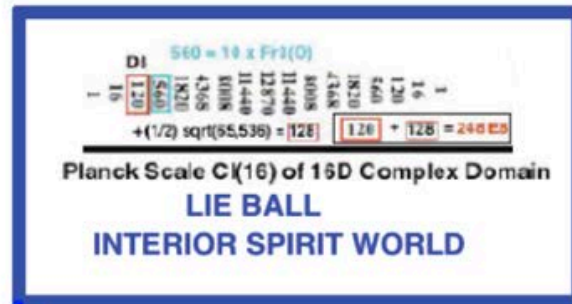 560 = 10 x Fr3(O)
DI
1 16 120 560 1820 4368 8008 11440 12870 11440 8008 4368 1820 560 120 16 1
+(1/2) sqrt(65,536) = 128 120 + 128 = 248 E8
Planck Scale Cl(16) of 16D Complex Domain
LIE BALL
INTERIOR SPIRIT WORLD